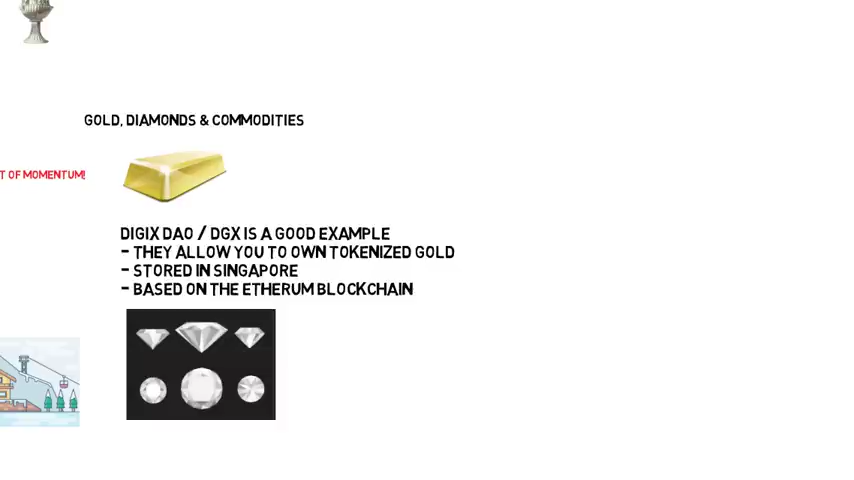 GOLD, DIAMONDS & COMMODITIES
T OF MOMENTUM!
DIGIX DAO / DGX IS A GOOD EXAMPLE
- THEY ALLOW YOU TO OWN TOKENIZED GOLD
- STORED IN SINGAPORE
- BASED ON THE ETHERUM BLOCKCHAIN